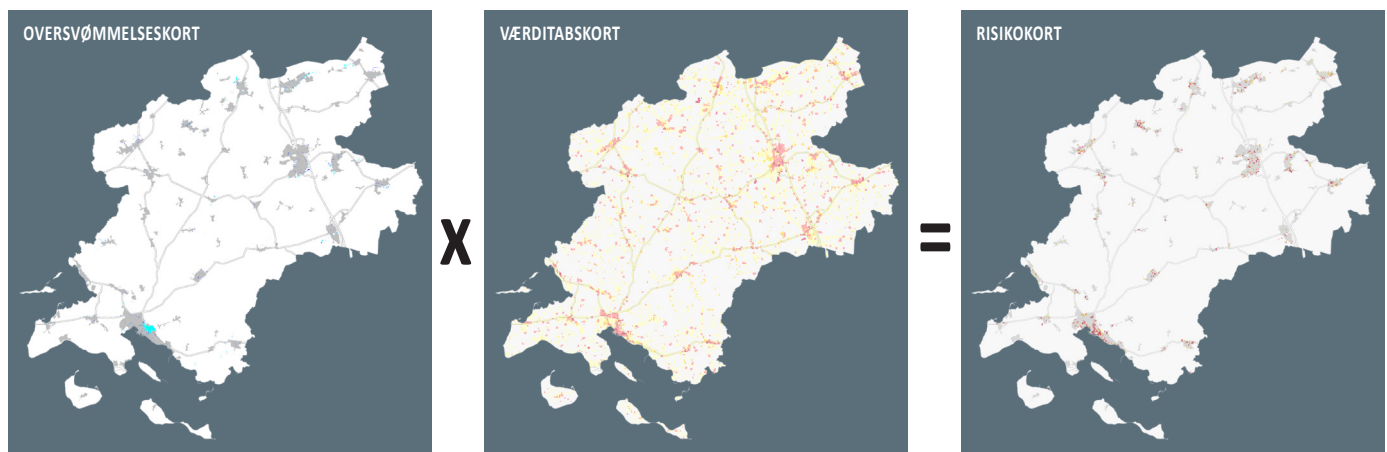 OVERSVØMMELSESKORT
X
VÆRDITABSKORT
=
RISIKOKORT